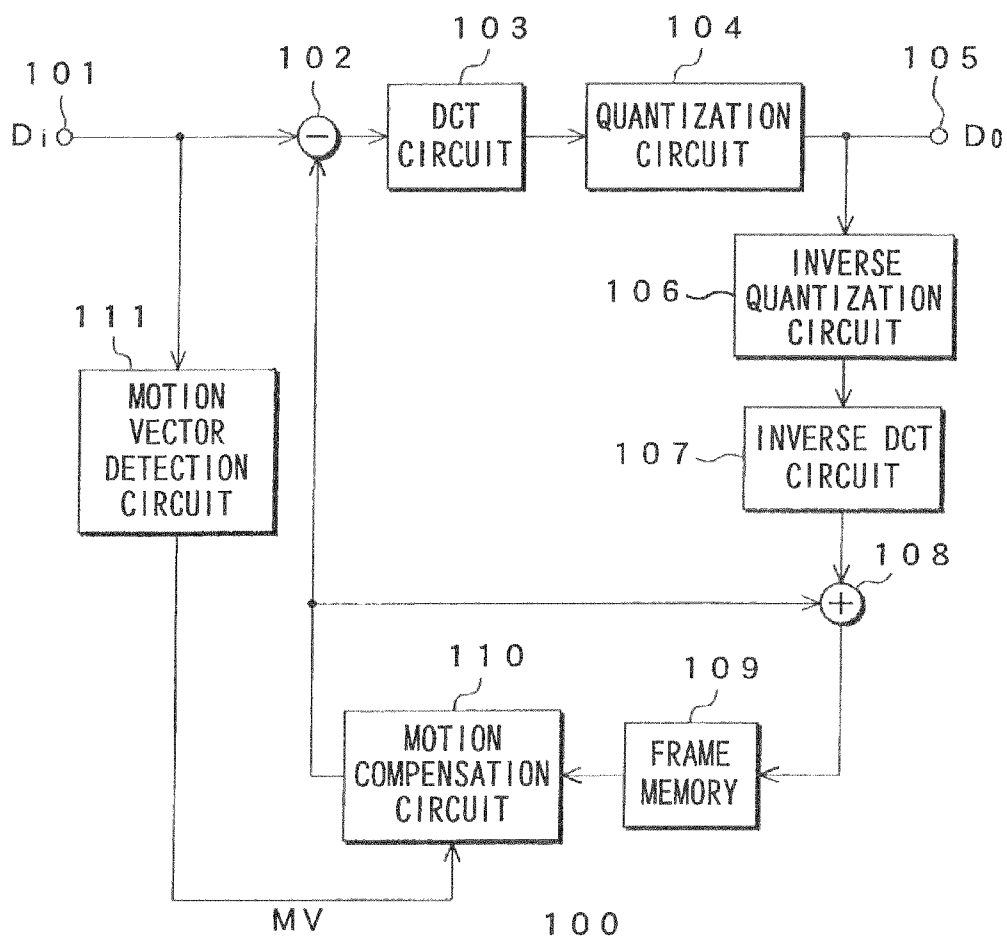 103
104
101
102
105
Di
−
DCT
CIRCUIT
QUANTIZATION
CIRCUIT
D0
106
INVERSE
QUANTIZATION
CIRCUIT
111
MOTION
VECTOR
DETECTION
CIRCUIT
107
INVERSE DCT
CIRCUIT
108
+
110
109
MOTION
COMPENSATION
CIRCUIT
FRAME
MEMORY
MV
100